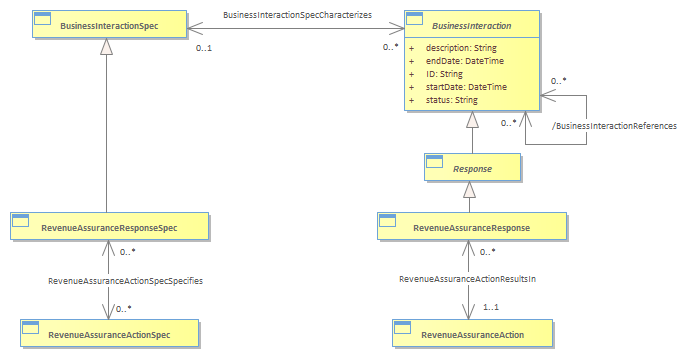 BusinessInteractionSpec
BusinessInteractionSpecCharacterizes
0..1
0..*
BusinessInteraction
+ description: String
+ endDate: DateTime
+ ID: String
+ startDate: DateTime
+ status: String
0..*
0..*
/BusinessInteractionReferences
Response
RevenueAssuranceResponseSpec
RevenueAssuranceResponse
0..*
0..*
RevenueAssuranceActionSpecSpecifies
RevenueAssuranceActionResultsIn
0..*
1..1
RevenueAssuranceActionSpec
RevenueAssuranceAction